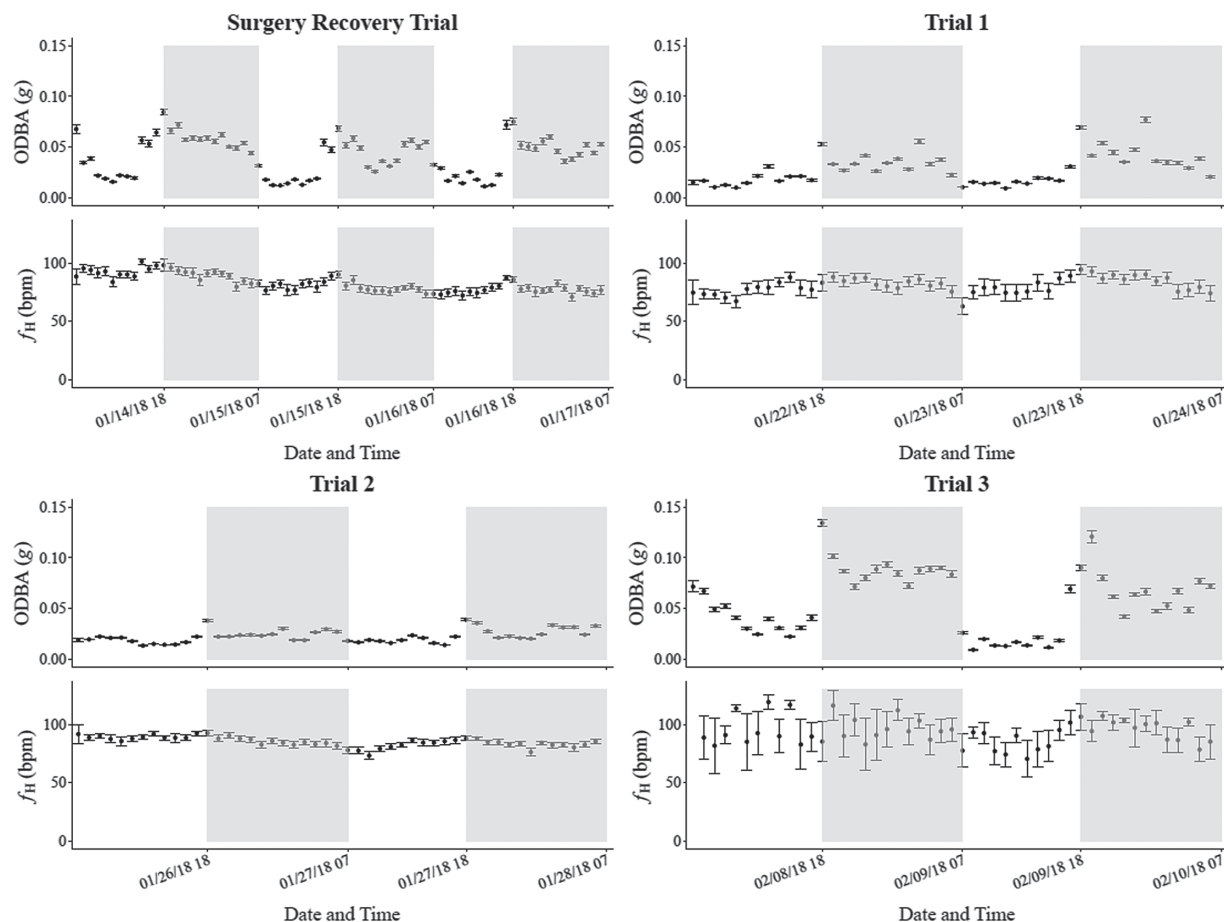 Surgery Recovery Trial
0.15
0.10
0.05
0.00
ODBA (g)
100
50
0
fH (bpm)
01/14/18 18
01/15/18 07
01/15/18 18
01/16/18 07
01/16/18 18
01/17/18 07
Date and Time
Trial 1
0.15
0.10
0.05
0.00
ODBA (g)
100
50
0
fH (bpm)
01/22/18 18
01/23/18 07
01/23/18 18
01/24/18 07
Date and Time
Trial 2
0.15
0.10
0.05
0.00
ODBA (g)
100
50
0
fH (bpm)
01/26/18 18
01/27/18 07
01/27/18 18
01/28/18 07
Date and Time
Trial 3
0.15
0.10
0.05
0.00
ODBA (g)
100
50
0
fH (bpm)
02/08/18 18
02/09/18 07
02/09/18 18
02/10/18 07
Date and Time